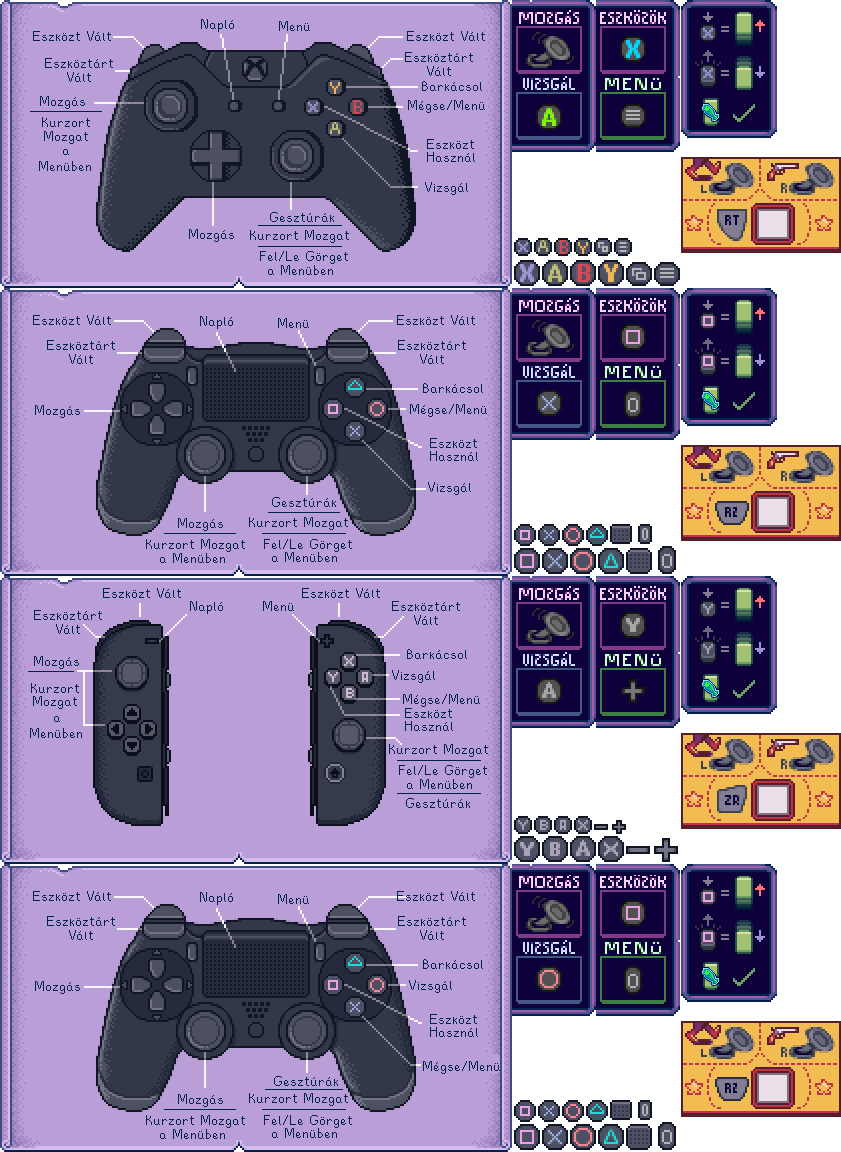 Napló
Menü
Eszközt Vált
Eszközt Vált
Eszköztárt
Vált
Eszköztárt
Vált
Barkácsol
Mozgás
Mégse/Menü
Kurzort
Mozgat
a
Menüben
Eszközt
Használ
Vizsgál
Mozgás
Gesztúrák
Kurzort Mozgat
Fel/Le Görget
a Menüben
Y
X
B
A
MOZGÁS
ESZKÖZÖK
X
VIZSGÁL
MENÜ
A
X =
X =
L
R
RT
X A B Y
X A B Y
Eszközt Vált
Napló
Menü
Eszközt Vált
Eszköztárt
Vált
Eszköztárt
Vált
Barkácsol
Mozgás
Mégse/Menü
Eszközt
Használ
Vizsgál
Mozgás
Gesztúrák
Kurzort Mozgat
a Menüben
Kurzort Mozgat
Fel/Le Görget
a Menüben
MOZGÁS
ESZKÖZÖK
VIZSGÁL
MENÜ
=
=
L
R
R2
Eszközt Vált
Eszközt Vált
Eszköztárt
Vált
Napló
Menü
Eszköztárt
Vált
Mozgás
Barkácsol
Vizsgál
Kurzort
Mozgat
a
Menüben
Mégse/Menü
Eszközt
Használ
Kurzort Mozgat
Fel/Le Görget
a Menüben
Gesztúrák
X
Y
A
B
MOZGÁS
ESZKÖZÖK
Y
VIZSGÁL
MENÜ
A
+
Y =
Y =
L
R
ZR
Y B A X − +
Y B A X − +
Eszközt Vált
Napló
Menü
Eszközt Vált
Eszköztárt
Vált
Eszköztárt
Vált
Barkácsol
Mozgás
Vizsgál
Eszközt
Használ
Mégse/Menü
Mozgás
Gesztúrák
Kurzort Mozgat
a Menüben
Kurzort Mozgat
Fel/Le Görget
a Menüben
MOZGÁS
ESZKÖZÖK
VIZSGÁL
MENÜ
=
=
L
R
R2